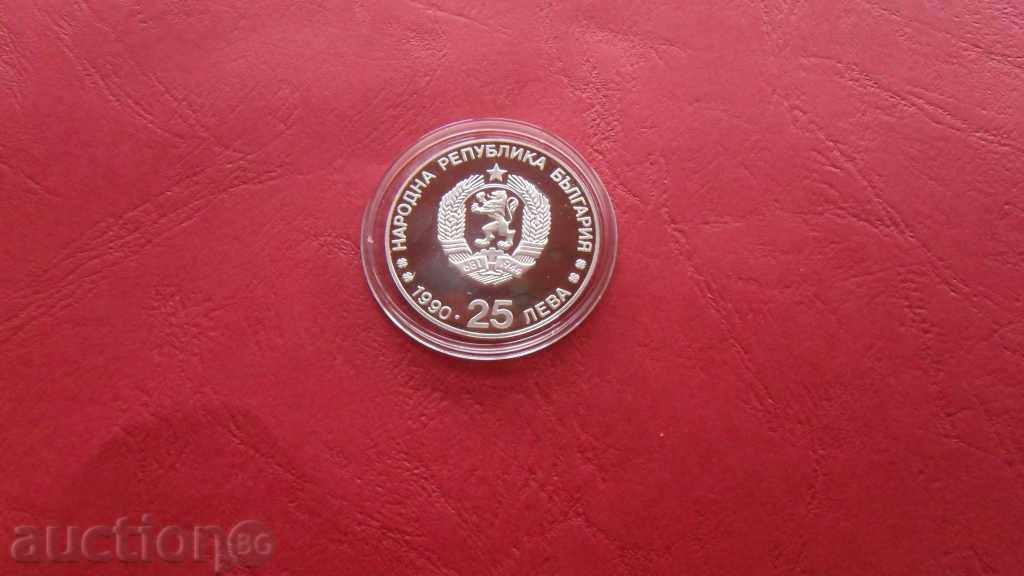 НАРОДНА РЕПУБЛИКА БЪЛГАРИЯ
1990 · 25 ЛЕВА
auction BG